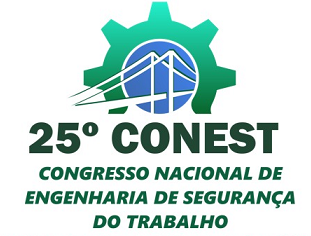 25º CONEST
CONGRESSO NACIONAL DE
ENGENHARIA DE SEGURANÇA
DO TRABALHO